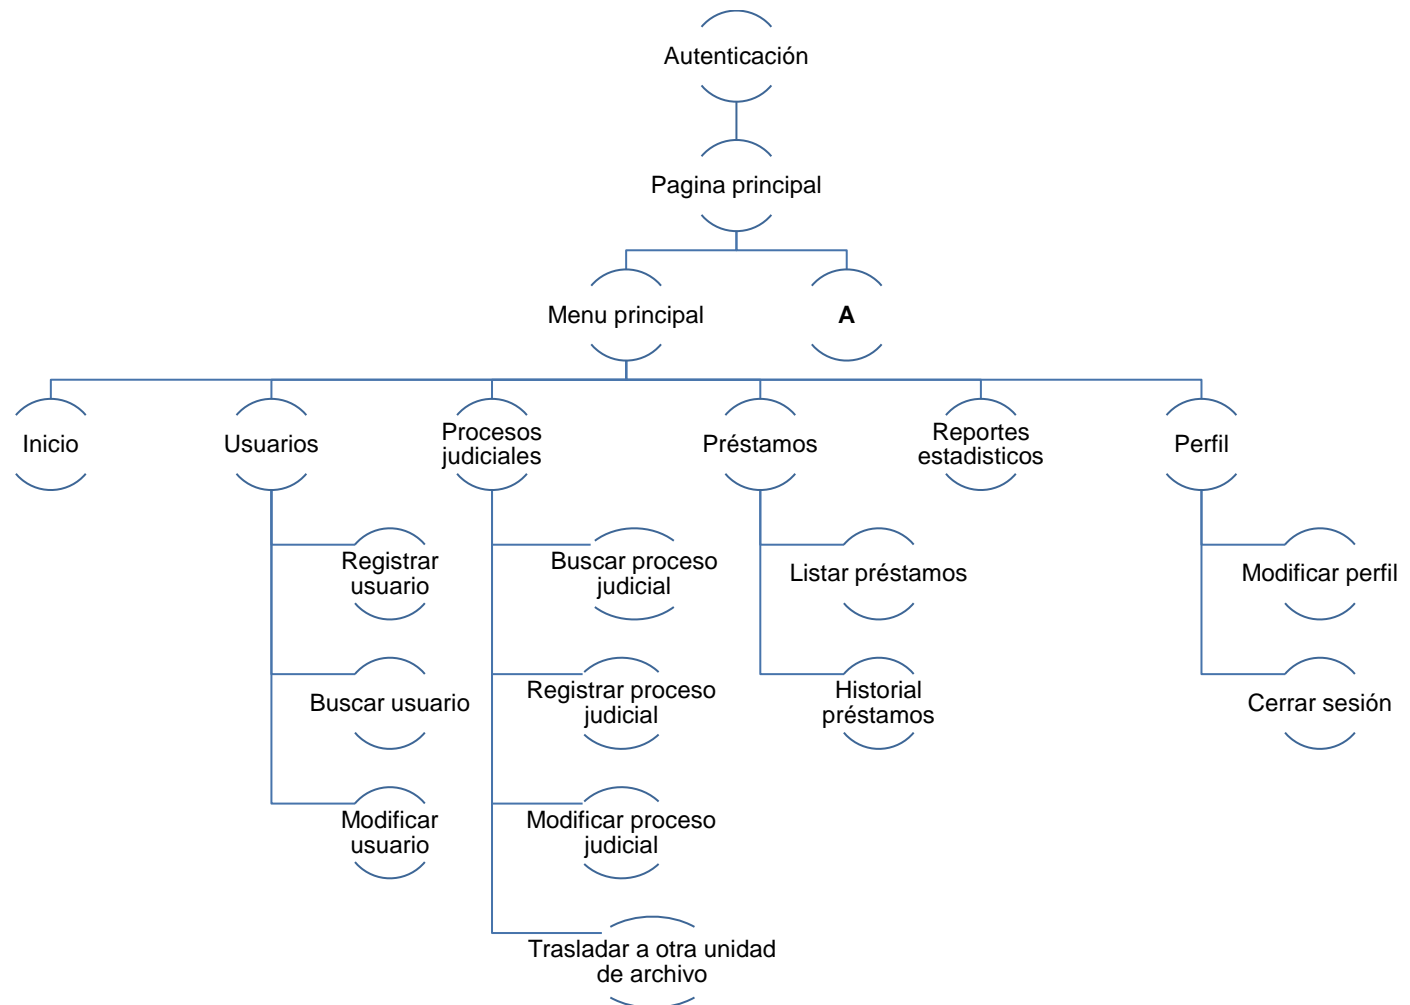 Autenticación
Pagina principal
Menu principal
A
Inicio
Usuarios
Procesos
judiciales
Préstamos
Reportes
estadisticos
Perfil
Registrar
usuario
Buscar proceso
judicial
Listar préstamos
Modificar perfil
Buscar usuario
Registrar proceso
judicial
Historial
préstamos
Cerrar sesión
Modificar
usuario
Modificar proceso
judicial
Trasladar a otra unidad
de archivo